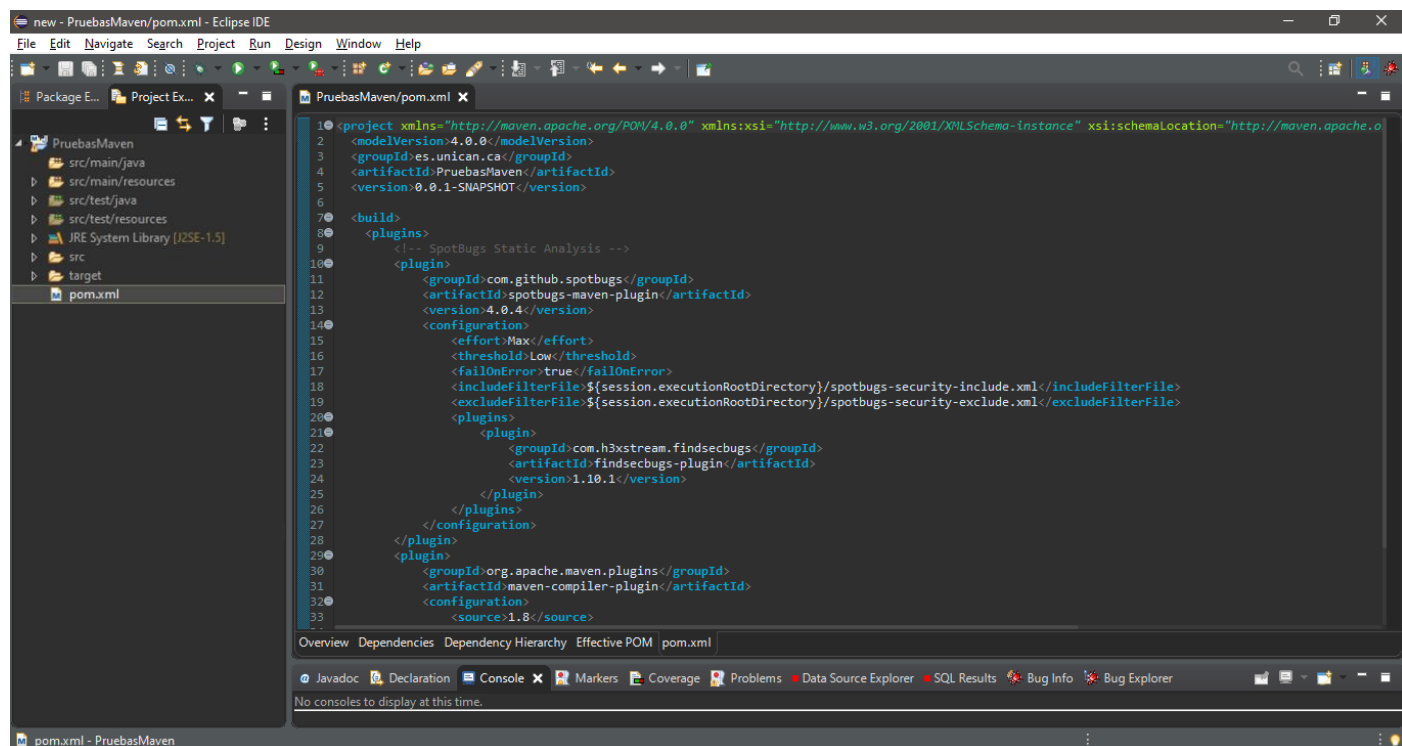 new - PruebasMaven/pom.xml - Eclipse IDE
File Edit Navigate Search Project Run Design Window Help
Package E... Project Ex...
PruebasMaven
src/main/java
src/main/resources
src/test/java
src/test/resources
JRE System Library [J2SE-1.5]
src
target
pom.xml
PruebasMaven/pom.xml
1 <project xmlns="http://maven.apache.org/POM/4.0.0" xmlns:xsi="http://www.w3.org/2001/XMLSchema-instance" xsi:schemaLocation="http://maven.apache.o
2 <modelVersion>4.0.0</modelVersion>
3 <groupId>es.unican.ca</groupId>
4 <artifactId>PruebasMaven</artifactId>
5 <version>0.0.1-SNAPSHOT</version>
6
7 <build>
8 <plugins>
9 <!-- SpotBugs Static Analysis -->
10 <plugin>
11 <groupId>com.github.spotbugs</groupId>
12 <artifactId>spotbugs-maven-plugin</artifactId>
13 <version>4.0.4</version>
14 <configuration>
15 <effort>Max</effort>
16 <threshold>Low</threshold>
17 <failOnError>true</failOnError>
18 <includeFilterFile>${session.executionRootDirectory}/spotbugs-security-include.xml</includeFilterFile>
19 <excludeFilterFile>${session.executionRootDirectory}/spotbugs-security-exclude.xml</excludeFilterFile>
20 <plugins>
21 <plugin>
22 <groupId>com.h3xstream.findsecbugs</groupId>
23 <artifactId>findsecbugs-plugin</artifactId>
24 <version>1.10.1</version>
25 </plugin>
26 </plugins>
27 </configuration>
28 </plugin>
29 <plugin>
30 <groupId>org.apache.maven.plugins</groupId>
31 <artifactId>maven-compiler-plugin</artifactId>
32 <configuration>
33 <source>1.8</source>
Overview Dependencies Dependency Hierarchy Effective POM pom.xml
Javadoc Declaration Console Markers Coverage Problems Data Source Explorer SQL Results Bug Info Bug Explorer
No consoles to display at this time.
pom.xml - PruebasMaven